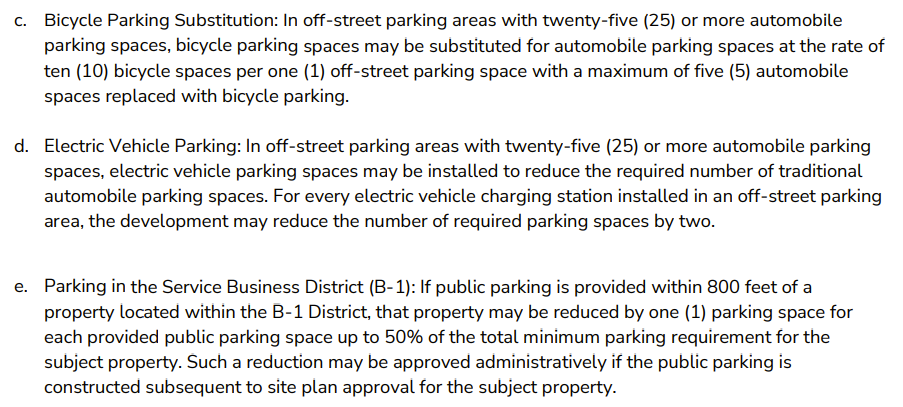 c. Bicycle Parking Substitution: In off-street parking areas with twenty-five (25) or more automobile
parking spaces, bicycle parking spaces may be substituted for automobile parking spaces at the rate of
ten (10) bicycle spaces per one (1) off-street parking space with a maximum of five (5) automobile
spaces replaced with bicycle parking.
d. Electric Vehicle Parking: In off-street parking areas with twenty-five (25) or more automobile parking
spaces, electric vehicle parking spaces may be installed to reduce the required number of traditional
automobile parking spaces. For every electric vehicle charging station installed in an off-street parking
area, the development may reduce the number of required parking spaces by two.
e. Parking in the Service Business District (B-1): If public parking is provided within 800 feet of a
property located within the B-1 District, that property may be reduced by one (1) parking space for
each provided public parking space up to 50% of the total minimum parking requirement for the
subject property. Such a reduction may be approved administratively if the public parking is
constructed subsequent to site plan approval for the subject property.